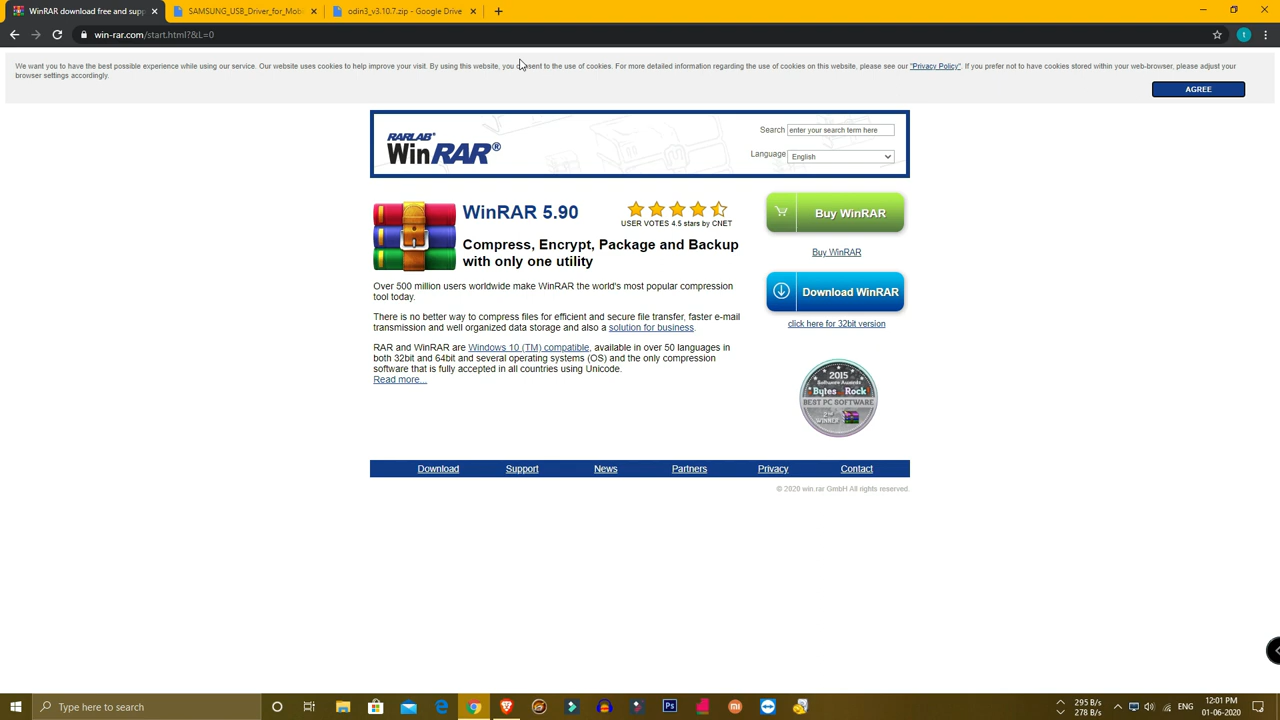 WinRAR download free and supp
SAMSUNG_USB_Driver_for_Mobi
odin3_v3.10.7.zip - Google Drive
win-rar.com/start.html?&L=0
t
We want you to have the best possible experience while using our service. Our website uses cookies to help improve your visit. By using this website, you consent to the use of cookies. For more detailed information regarding the use of cookies on this website, please see our "Privacy Policy". If you prefer not to have cookies stored within your web-browser, please adjust your
browser settings accordingly.
AGREE
RARLAB®
WinRAR®
Search enter your search term here
Language English
WinRAR 5.90
USER VOTES 4.5 stars by CNET
Compress, Encrypt, Package and Backup
with only one utility
Over 500 million users worldwide make WinRAR the world's most popular compression
tool today.
There is no better way to compress files for efficient and secure file transfer, faster e-mail
transmission and well organized data storage and also a solution for business.
RAR and WinRAR are Windows 10 (TM) compatible, available in over 50 languages in
both 32bit and 64bit and several operating systems (OS) and the only compression
software that is fully accepted in all countries using Unicode.
Read more...
Buy WinRAR
Buy WinRAR
Download WinRAR
click here for 32bit version
2015
Software Awards
Bytes Rock
BEST PC SOFTWARE
WINNER
Download Support News Partners Privacy Contact
© 2020 win.rar GmbH All rights reserved.
Type here to search
Ps
295 B/s
278 B/s
ENG
12:01 PM
01-06-2020